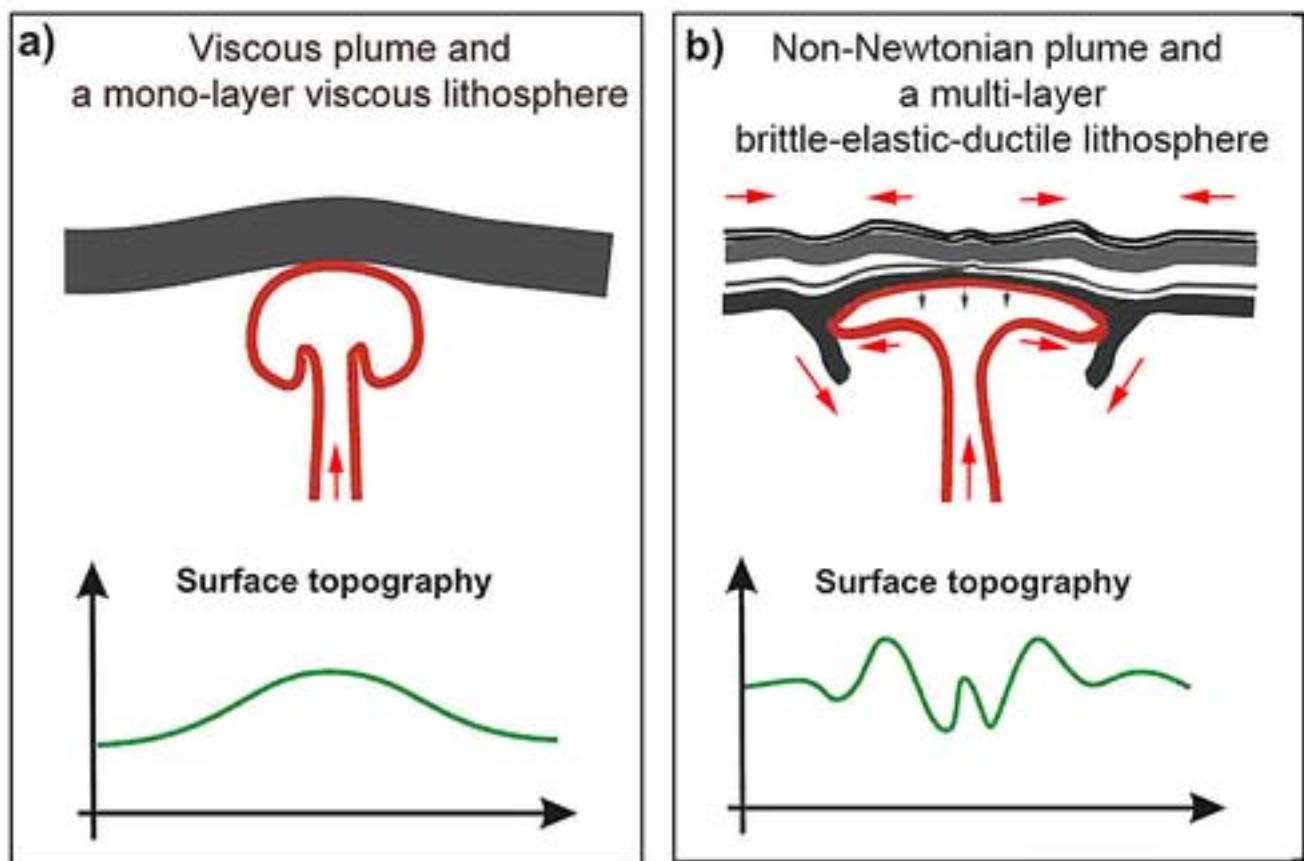 a)
Viscous plume and
a mono-layer viscous lithosphere
Surface topography
b)
Non-Newtonian plume and
a multi-layer
brittle-elastic-ductile lithosphere
Surface topography